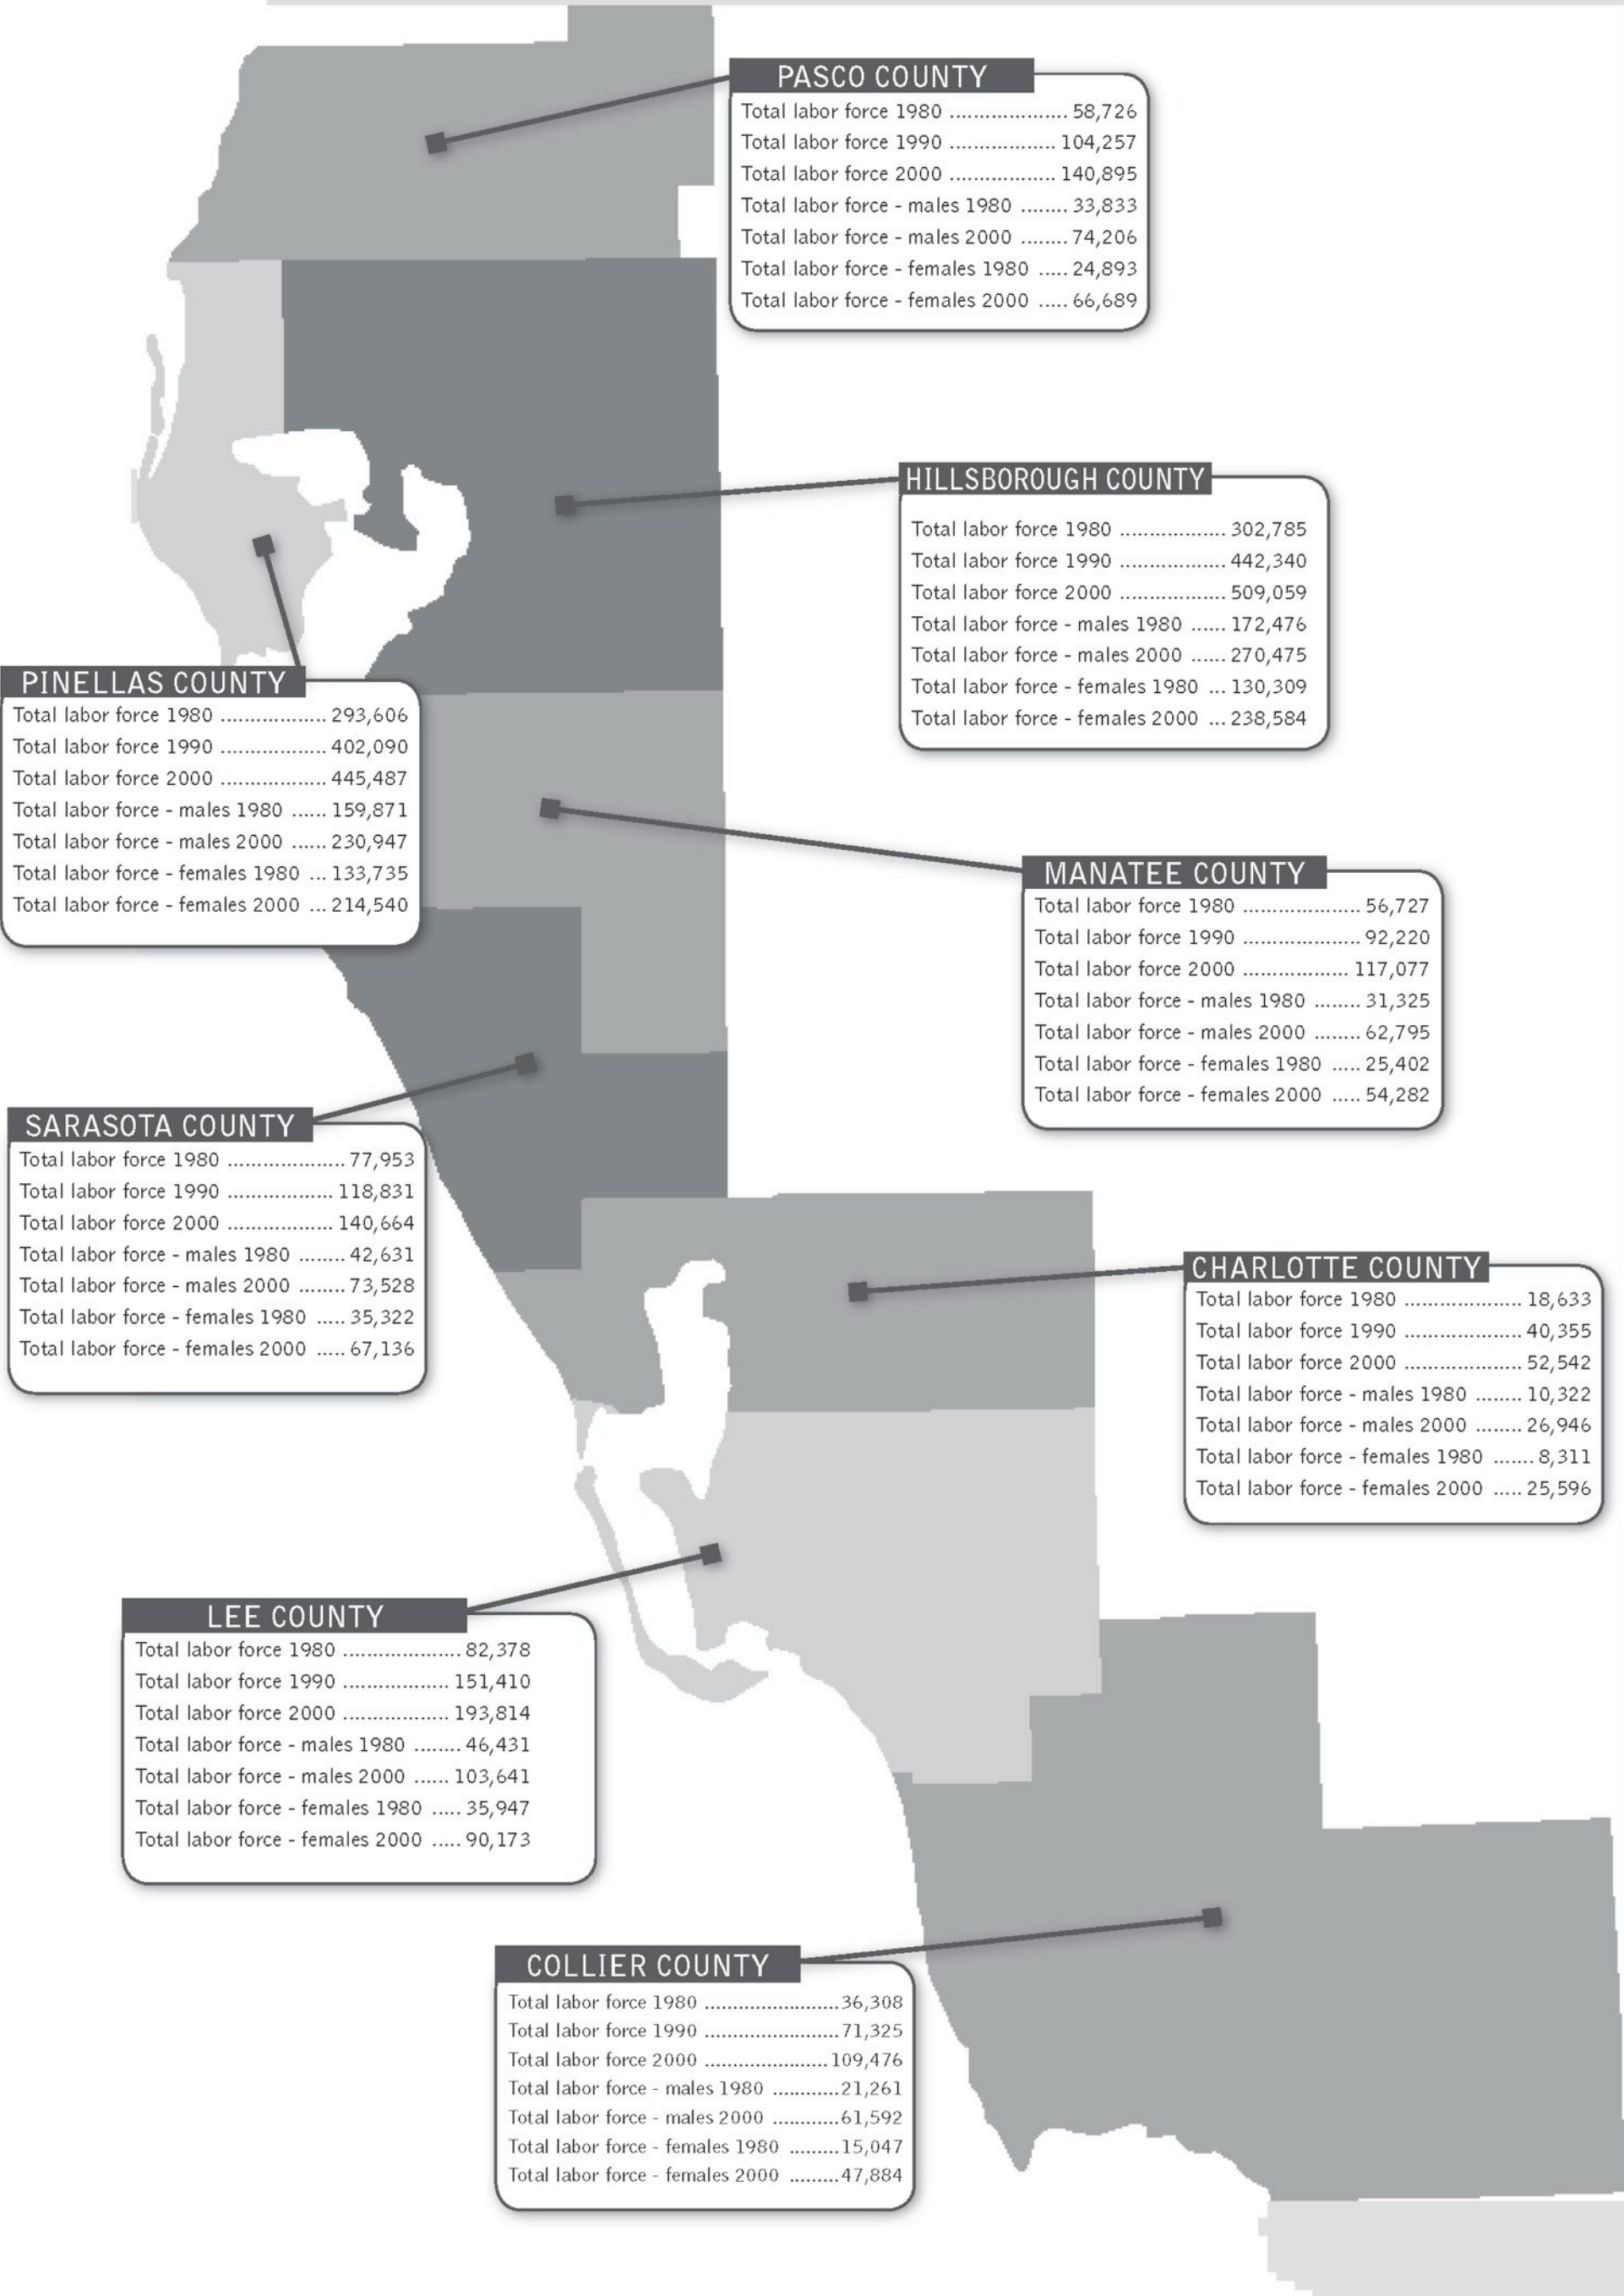 PASCO COUNTY
Total labor force 1980 .................... 58,726
Total labor force 1990 .................. 104,257
Total labor force 2000 .................. 140,895
Total labor force - males 1980 ........ 33,833
Total labor force - males 2000 ........ 74,206
Total labor force - females 1980 ..... 24,893
Total labor force - females 2000 ..... 66,689
HILLSBOROUGH COUNTY
Total labor force 1980 .................. 302,785
Total labor force 1990 .................. 442,340
Total labor force 2000 .................. 509,059
Total labor force - males 1980 ...... 172,476
Total labor force - males 2000 ...... 270,475
Total labor force - females 1980 ... 130,309
Total labor force - females 2000 ... 238,584
PINELLAS COUNTY
Total labor force 1980 .................. 293,606
Total labor force 1990 .................. 402,090
Total labor force 2000 .................. 445,487
Total labor force - males 1980 ...... 159,871
Total labor force - males 2000 ...... 230,947
Total labor force - females 1980 ... 133,735
Total labor force - females 2000 ... 214,540
MANATEE COUNTY
Total labor force 1980 .................... 56,727
Total labor force 1990 .................... 92,220
Total labor force 2000 .................. 117,077
Total labor force - males 1980 ........ 31,325
Total labor force - males 2000 ........ 62,795
Total labor force - females 1980 ..... 25,402
Total labor force - females 2000 ..... 54,282
SARASOTA COUNTY
Total labor force 1980 .................... 77,953
Total labor force 1990 .................. 118,831
Total labor force 2000 .................. 140,664
Total labor force - males 1980 ........ 42,631
Total labor force - males 2000 ........ 73,528
Total labor force - females 1980 ..... 35,322
Total labor force - females 2000 ..... 67,136
CHARLOTTE COUNTY
Total labor force 1980 .................... 18,633
Total labor force 1990 .................... 40,355
Total labor force 2000 .................... 52,542
Total labor force - males 1980 ........ 10,322
Total labor force - males 2000 ........ 26,946
Total labor force - females 1980 ....... 8,311
Total labor force - females 2000 ..... 25,596
LEE COUNTY
Total labor force 1980 .................... 82,378
Total labor force 1990 .................. 151,410
Total labor force 2000 .................. 193,814
Total labor force - males 1980 ........ 46,431
Total labor force - males 2000 ...... 103,641
Total labor force - females 1980 ..... 35,947
Total labor force - females 2000 ..... 90,173
COLLIER COUNTY
Total labor force 1980 ........................36,308
Total labor force 1990 ........................71,325
Total labor force 2000 ......................109,476
Total labor force - males 1980 ............21,261
Total labor force - males 2000 ............61,592
Total labor force - females 1980 .........15,047
Total labor force - females 2000 .........47,884